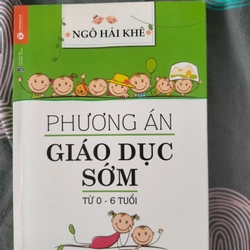 NGÔ HẢI KHÊ
PHƯƠNG ÁN
GIÁO DỤC
SỚM
TỪ 0 - 6 TUỔI